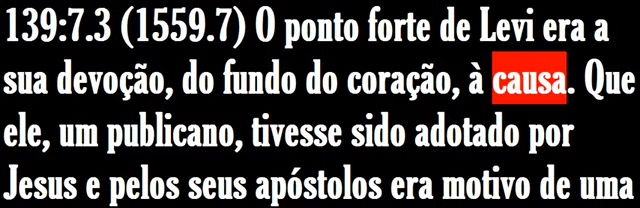 139:7.3 (1559.7) O ponto forte de Levi era a
sua devoção, do fundo do coração, à causa. Que
ele, um publicano, tivesse sido adotado por
Jesus e pelos seus apóstolos era motivo de uma